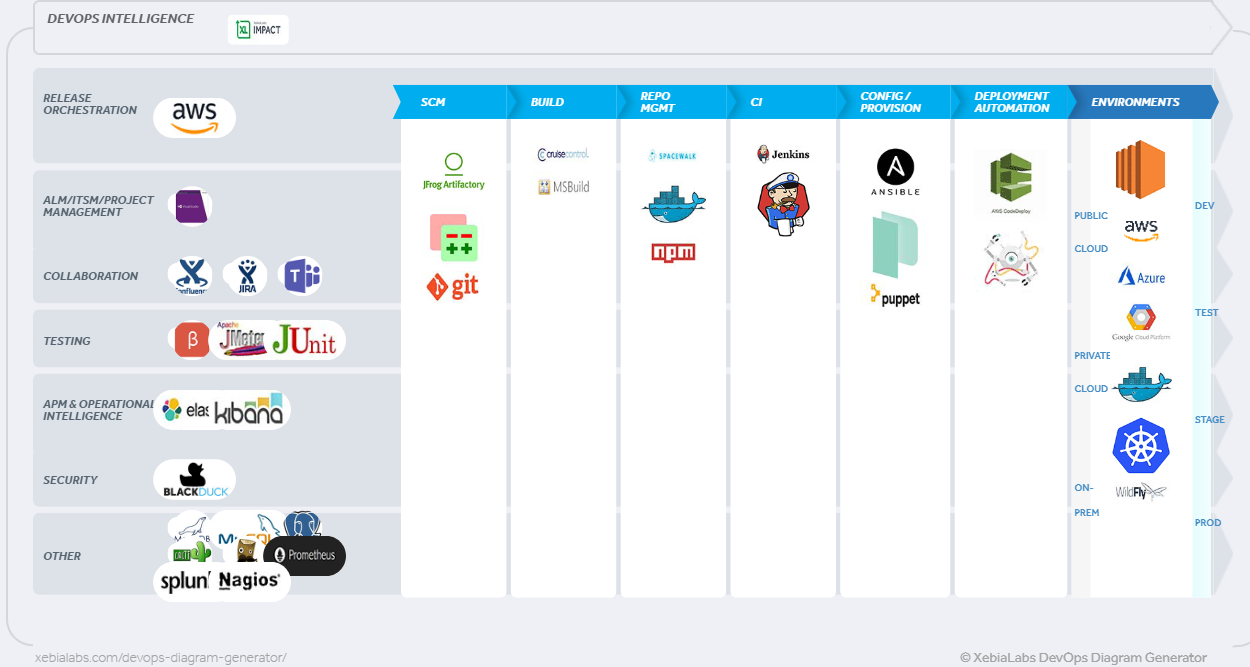 DEVOPS INTELLIGENCE
XL IMPACT
RELEASE
ORCHESTRATION
aws
SCM
BUILD
REPO
MGMT
CI
CONFIG /
PROVISION
DEPLOYMENT
AUTOMATION
ENVIRONMENTS
ALM/ITSM/PROJECT
MANAGEMENT
COLLABORATION
Confluence
JIRA
T
TESTING
β
Apache
JMeter
JUnit
APM & OPERATIONAL
INTELLIGENCE
elas
kibana
SECURITY
BLACKDUCK
OTHER
Prometheus
splun
Nagios®
JFrog Artifactory
git
cruisecontrol
MSBuild
SPACEWALK
docker
npm
Jenkins
A
ANSIBLE
puppet
AWS CodeDeploy
PUBLIC
CLOUD
PRIVATE
CLOUD
ON-
PREM
aws
Azure
Google Cloud Platform
WildFly
DEV
TEST
STAGE
PROD
xebialabs.com/devops-diagram-generator/
© XebiaLabs DevOps Diagram Generator